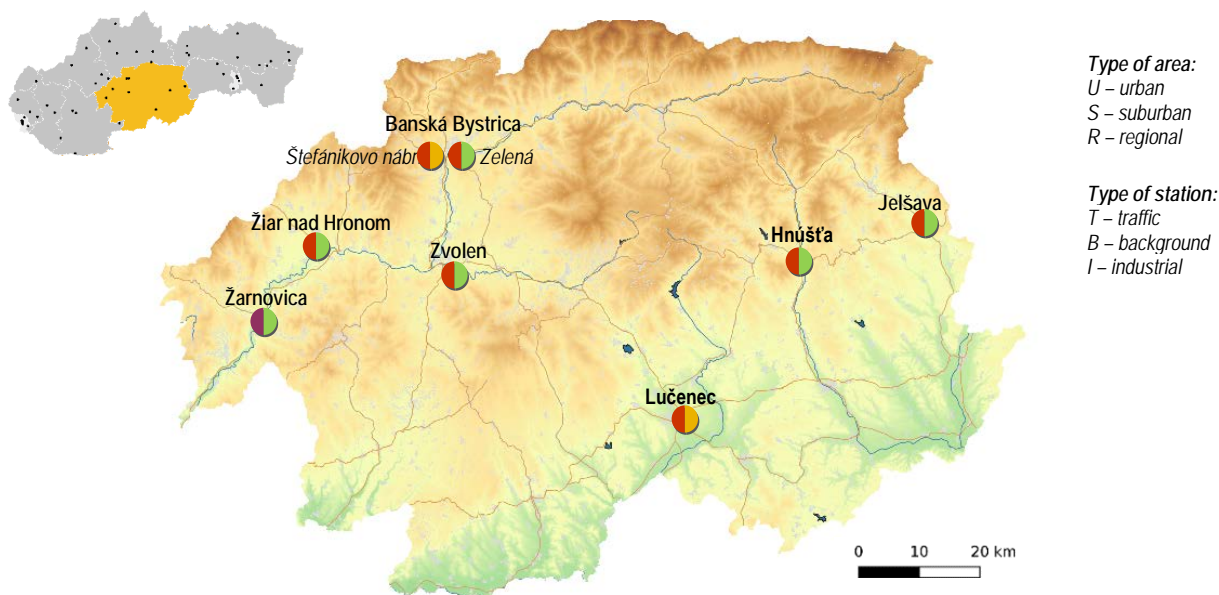 Banská Bystrica
Štefánikovo nábr.
Zelená
Žiar nad Hronom
Zvolen
Žarnovica
Hnúšťa
Jelšava
Lučenec
0 10 20 km
Type of area:
U – urban
S – suburban
R – regional
Type of station:
T – traffic
B – background
I – industrial